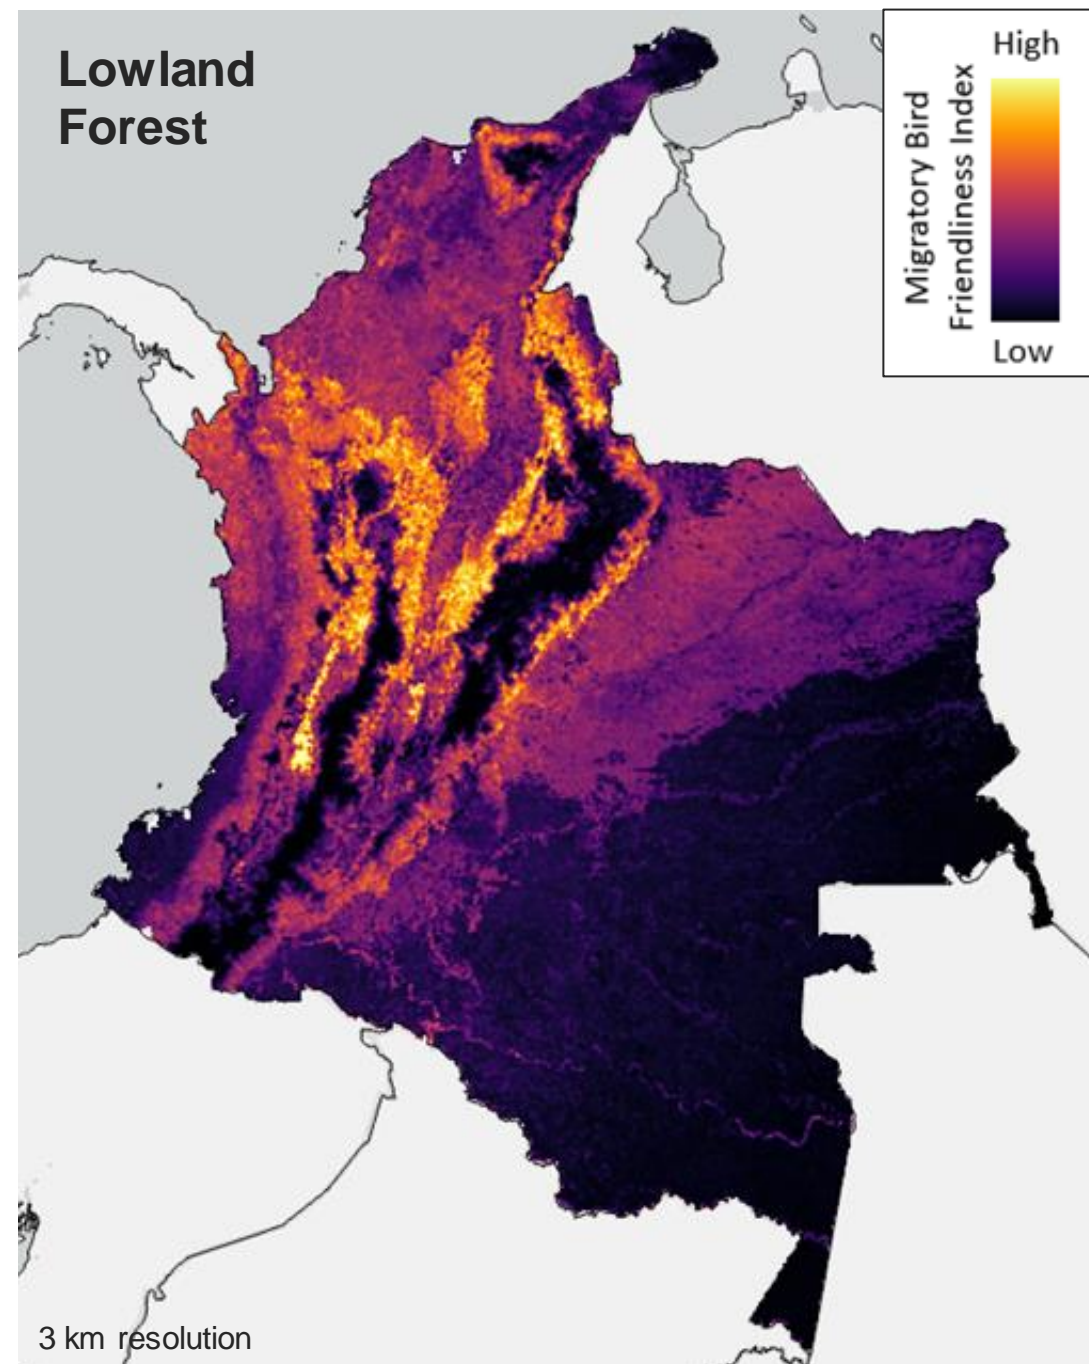 Lowland
Forest
Migratory Bird
Friendliness Index
High
Low
3 km resolution